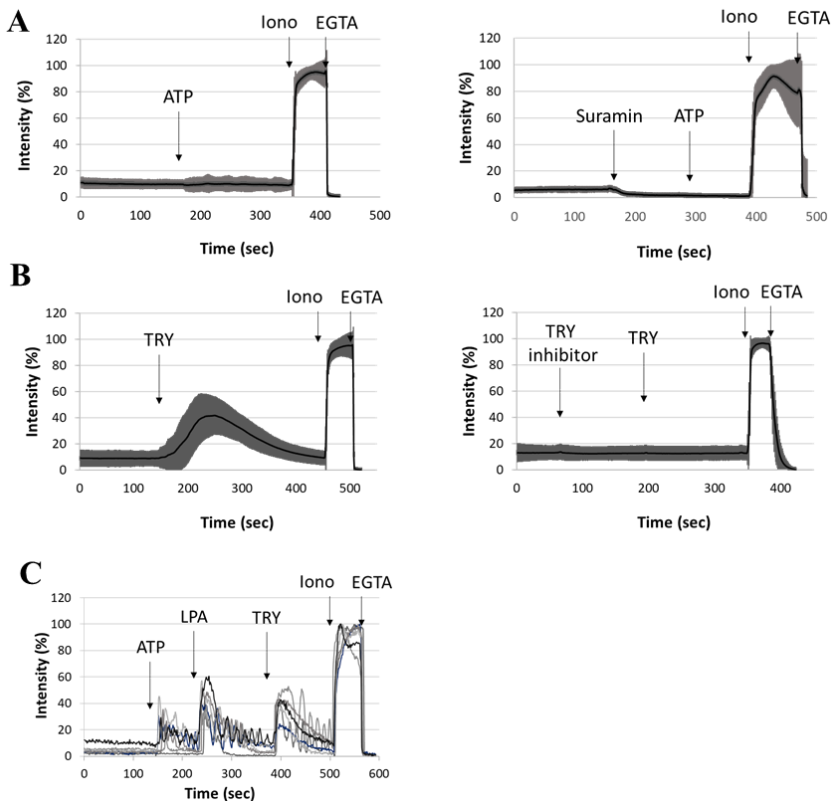 A
Iono
EGTA
ATP
Intensity (%)
120
100
80
60
40
20
0
0 100 200 300 400 500
Time (sec)
Iono
EGTA
Suramin
ATP
Intensity (%)
120
100
80
60
40
20
0
0 100 200 300 400 500
Time (sec)
B
Iono
EGTA
TRY
Intensity (%)
120
100
80
60
40
20
0
0 100 200 300 400 500
Time (sec)
Iono
EGTA
TRY
inhibitor
TRY
Intensity (%)
120
100
80
60
40
20
0
0 100 200 300 400
Time (sec)
C
Iono
EGTA
LPA
TRY
ATP
Intensity (%)
120
100
80
60
40
20
0
0 100 200 300 400 500 600
Time (sec)